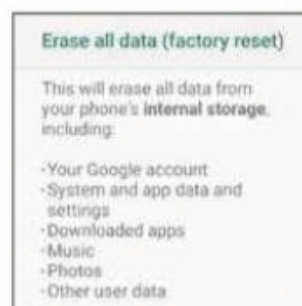 Erase all data (factory reset)
This will erase all data from
your phone's internal storage,
including:
-Your Google account
-System and app data and
settings
-Downloaded apps
-Music
-Photos
-Other user data